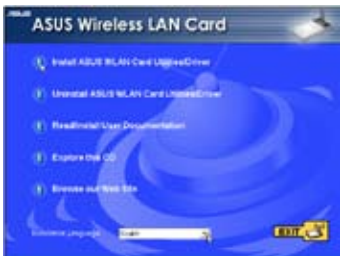 ASUS Wireless LAN Card
Install ASUS WLAN Card Utilities/Driver
Uninstall ASUS WLAN Card Utilities/Driver
Read/Install User Documentation
Explore this CD
Browse our Web Site
Language:
English
EXIT